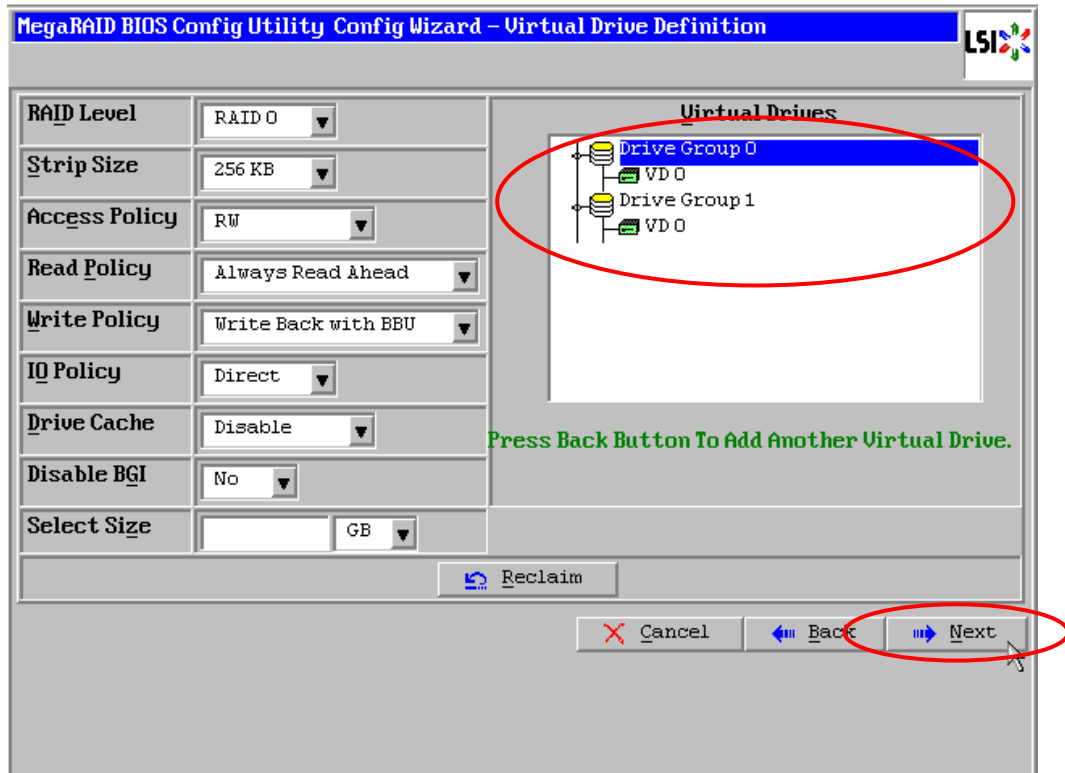 MegaRAID BIOS Config Utility Config Wizard – Virtual Drive Definition
LSI
RAID Level
RAID 0
Strip Size
256 KB
Access Policy
RW
Read Policy
Always Read Ahead
Write Policy
Write Back with BBU
IO Policy
Direct
Drive Cache
Disable
Disable BGI
No
Select Size
GB
Virtual Drives
Drive Group 0
VD 0
Drive Group 1
VD 0
Press Back Button To Add Another Virtual Drive.
Reclaim
Cancel
Back
Next